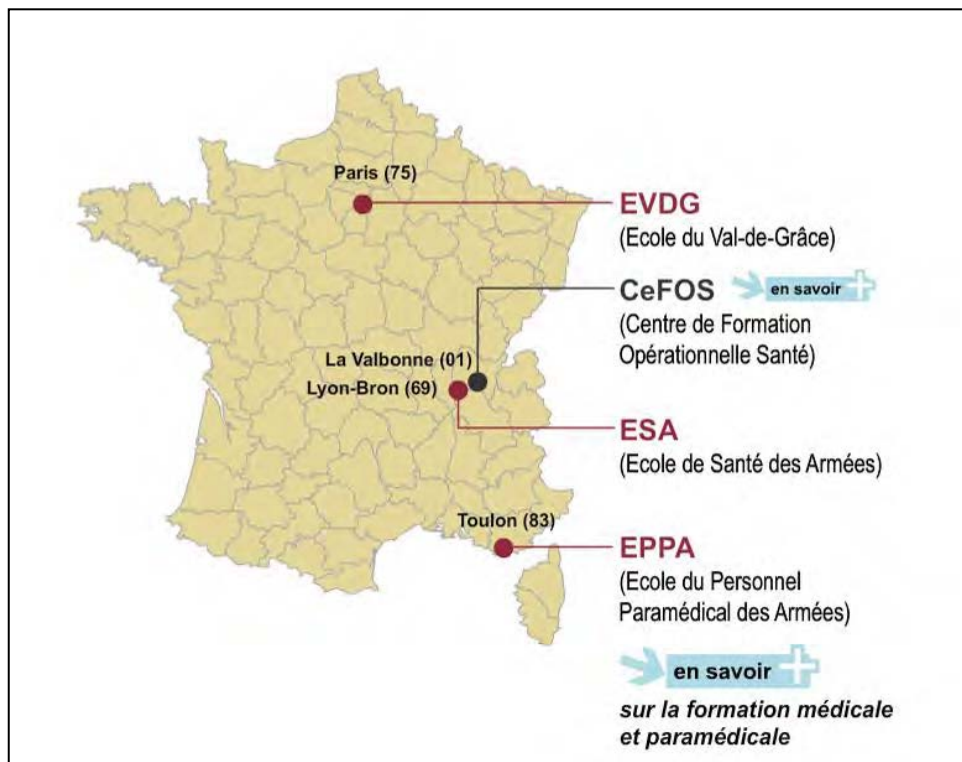 Paris (75)
EVDG
(Ecole du Val-de-Grâce)
CeFOS en savoir
(Centre de Formation
Opérationnelle Santé)
La Valbonne (01)
Lyon-Bron (69)
ESA
(Ecole de Santé des Armées)
Toulon (83)
EPPA
(Ecole du Personnel
Paramédical des Armées)
en savoir
sur la formation médicale
et paramédicale